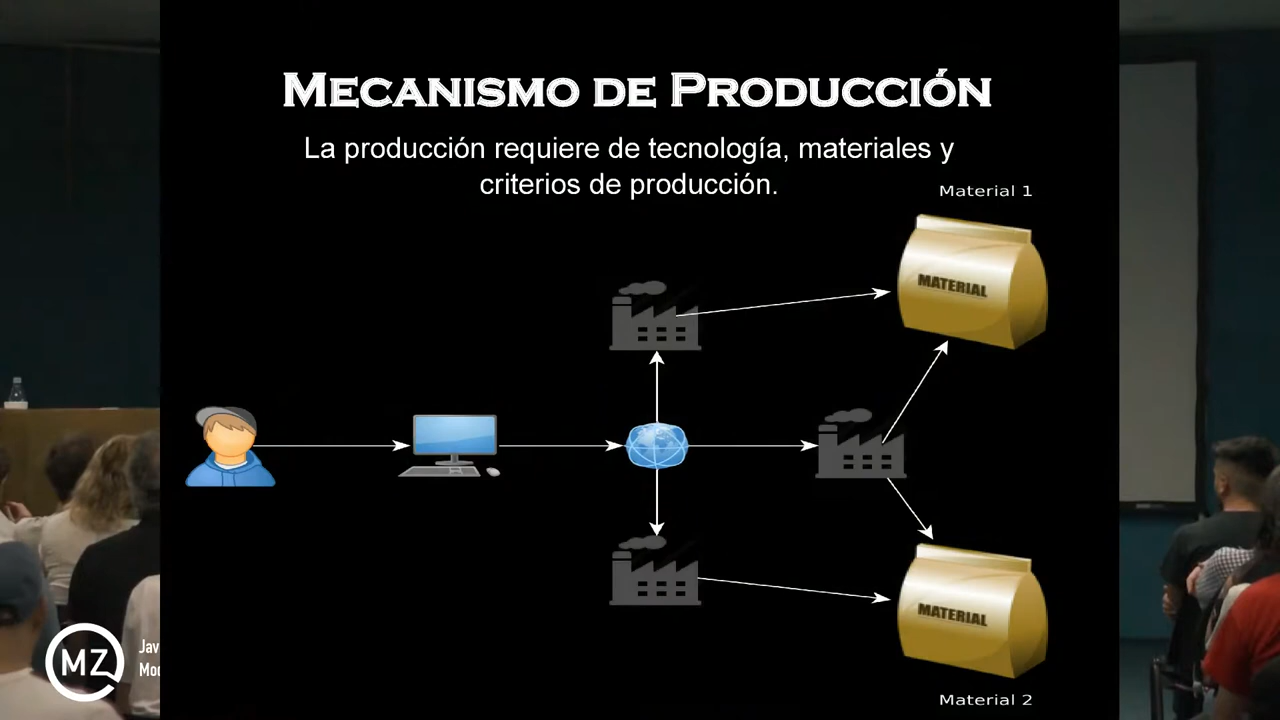 MECANISMO DE PRODUCCIÓN
La producción requiere de tecnología, materiales y
criterios de producción.
Material 1
MATERIAL
MATERIAL
Material 2
MZ